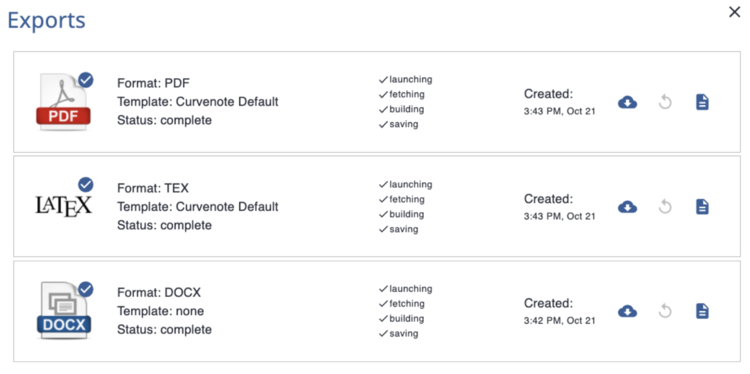 Exports
PDF
Format: PDF
Template: Curvenote Default
Status: complete
launching
fetching
building
saving
Created:
3:43 PM, Oct 21
LATEX
Format: TEX
Template: Curvenote Default
Status: complete
launching
fetching
building
saving
Created:
3:43 PM, Oct 21
DOCX
Format: DOCX
Template: none
Status: complete
launching
fetching
building
saving
Created:
3:42 PM, Oct 21